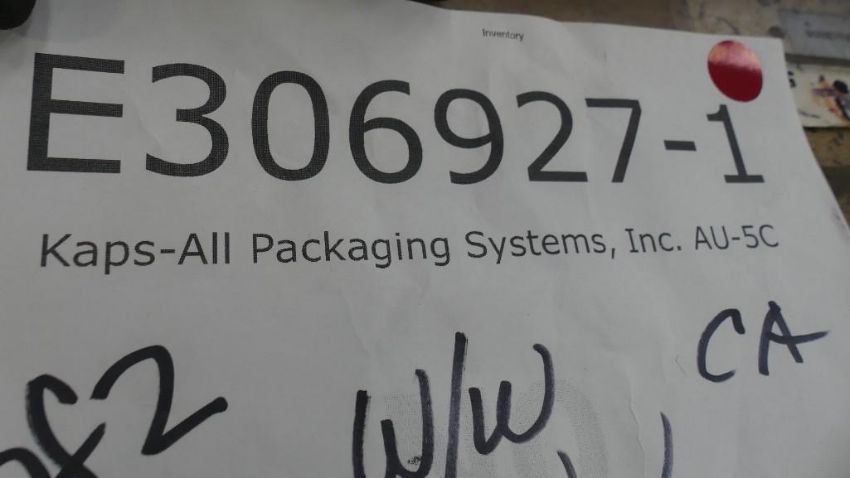 Inventory
E306927-1
Kaps-All Packaging Systems, Inc. AU-5C
CA
W/W